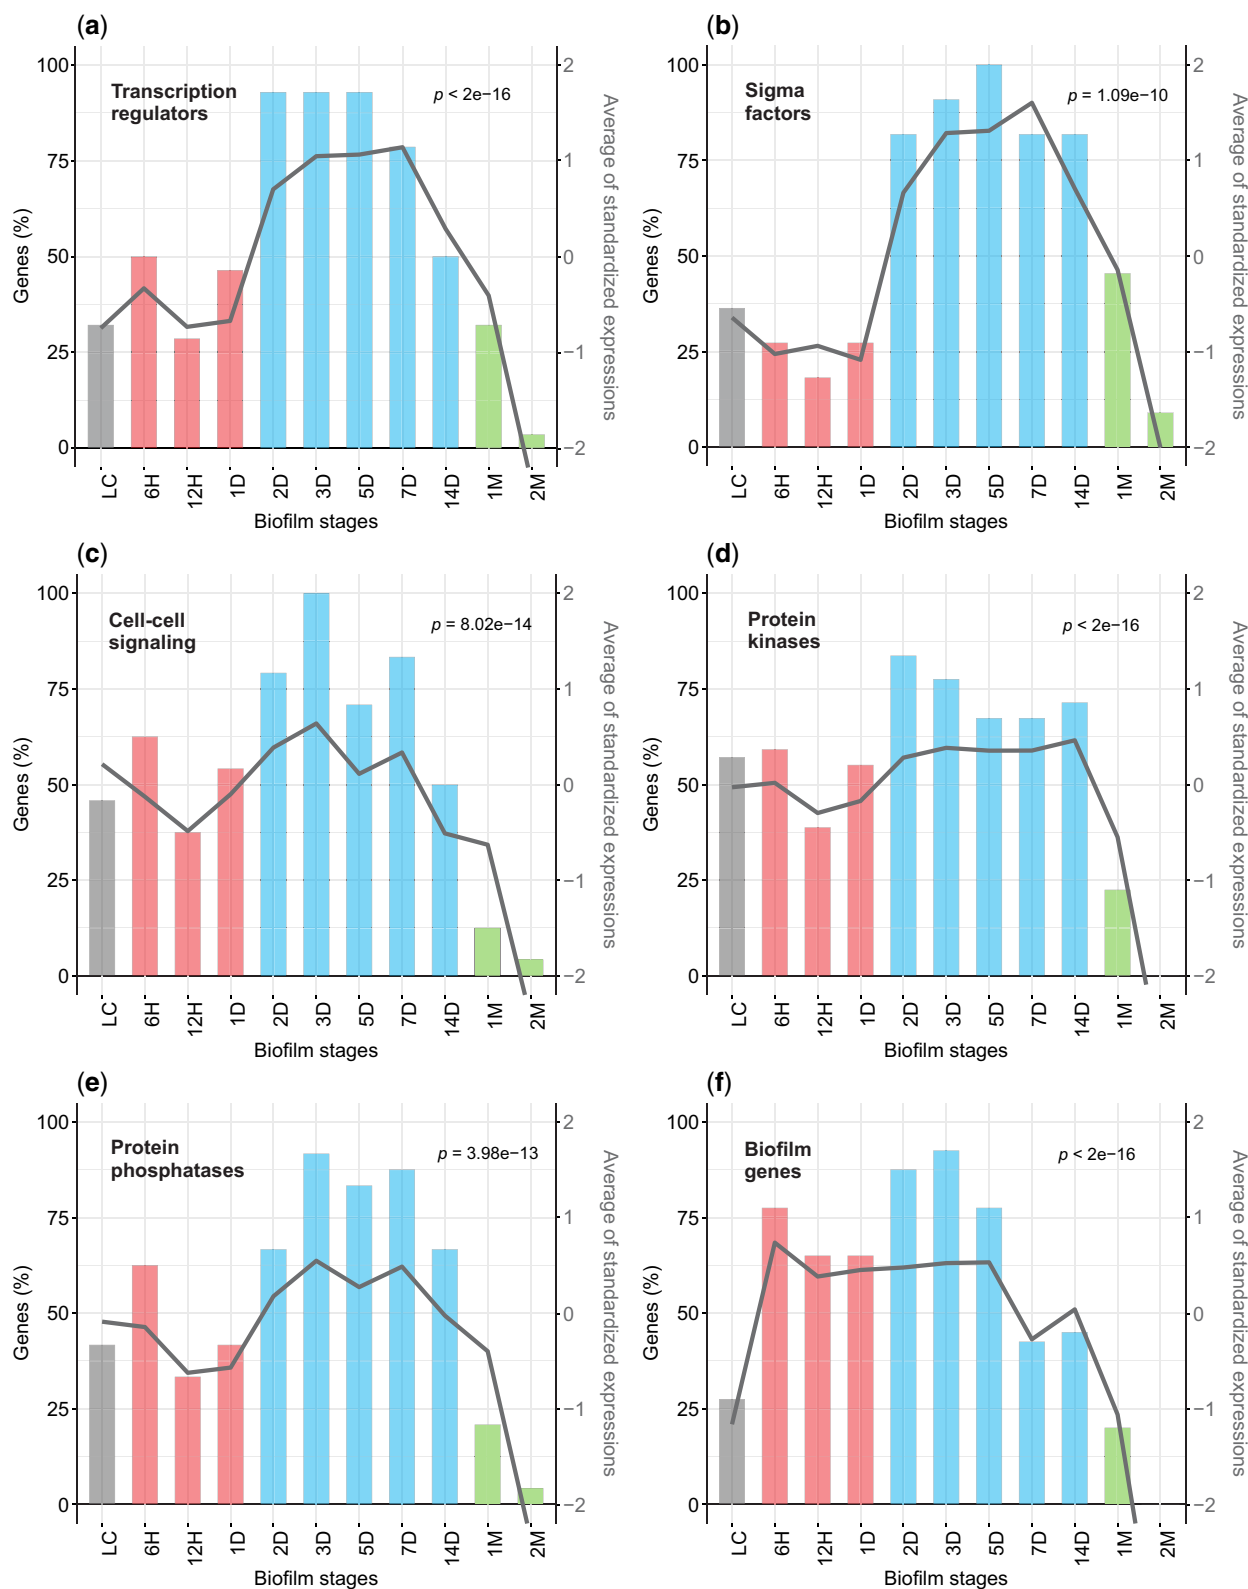 (a)
Transcription
regulators
p < 2e−16
100
75
50
25
0
Genes (%)
2
1
0
−1
−2
Average of standardized expressions
LC
6H
12H
1D
2D
3D
5D
7D
14D
1M
2M
Biofilm stages
(b)
Sigma
factors
p = 1.09e−10
100
75
50
25
0
Genes (%)
2
1
0
−1
−2
Average of standardized expressions
LC
6H
12H
1D
2D
3D
5D
7D
14D
1M
2M
Biofilm stages
(c)
Cell-cell
signaling
p = 8.02e−14
100
75
50
25
0
Genes (%)
2
1
0
−1
−2
Average of standardized expressions
LC
6H
12H
1D
2D
3D
5D
7D
14D
1M
2M
Biofilm stages
(d)
Protein
kinases
p < 2e−16
100
75
50
25
0
Genes (%)
2
1
0
−1
−2
Average of standardized expressions
LC
6H
12H
1D
2D
3D
5D
7D
14D
1M
2M
Biofilm stages
(e)
Protein
phosphatases
p = 3.98e−13
100
75
50
25
0
Genes (%)
2
1
0
−1
−2
Average of standardized expressions
LC
6H
12H
1D
2D
3D
5D
7D
14D
1M
2M
Biofilm stages
(f)
Biofilm
genes
p < 2e−16
100
75
50
25
0
Genes (%)
2
1
0
−1
−2
Average of standardized expressions
LC
6H
12H
1D
2D
3D
5D
7D
14D
1M
2M
Biofilm stages